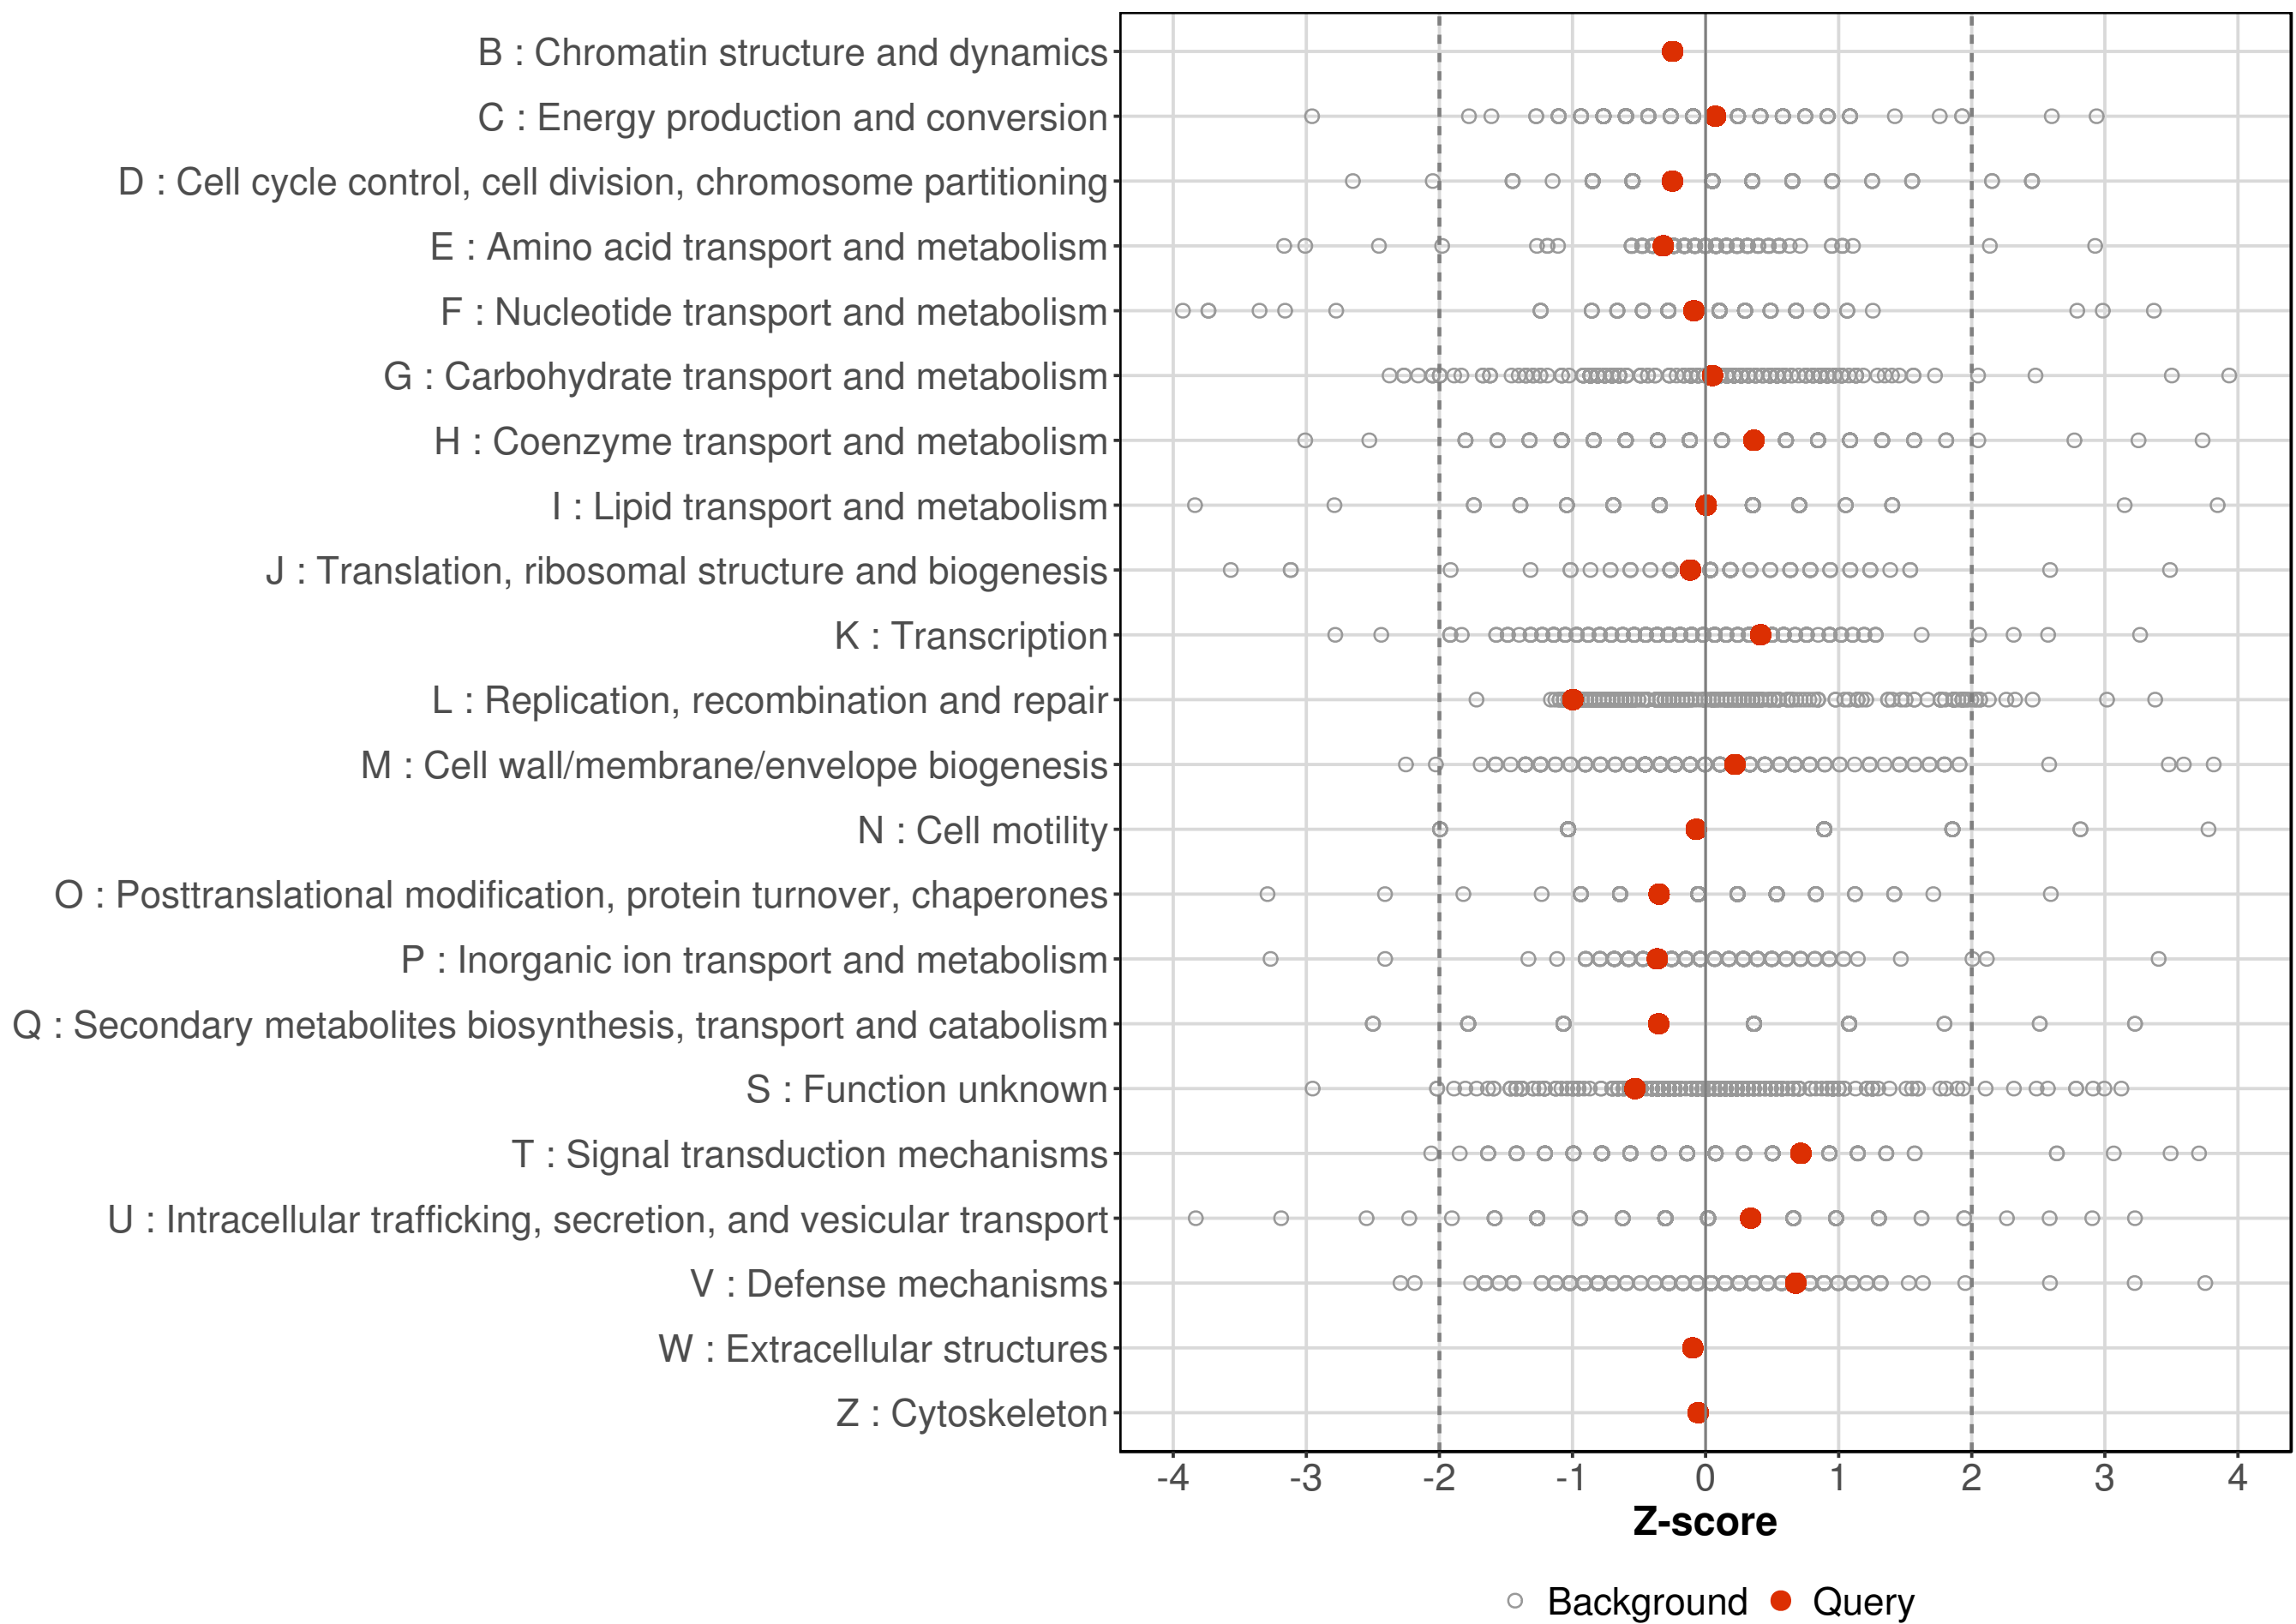 B : Chromatin structure and dynamics
C : Energy production and conversion
D : Cell cycle control, cell division, chromosome partitioning
E : Amino acid transport and metabolism
F : Nucleotide transport and metabolism
G : Carbohydrate transport and metabolism
H : Coenzyme transport and metabolism
I : Lipid transport and metabolism
J : Translation, ribosomal structure and biogenesis
K : Transcription
L : Replication, recombination and repair
M : Cell wall/membrane/envelope biogenesis
N : Cell motility
O : Posttranslational modification, protein turnover, chaperones
P : Inorganic ion transport and metabolism
Q : Secondary metabolites biosynthesis, transport and catabolism
S : Function unknown
T : Signal transduction mechanisms
U : Intracellular trafficking, secretion, and vesicular transport
V : Defense mechanisms
W : Extracellular structures
Z : Cytoskeleton
-4 -3 -2 -1 0 1 2 3 4
Z-score
Background Query